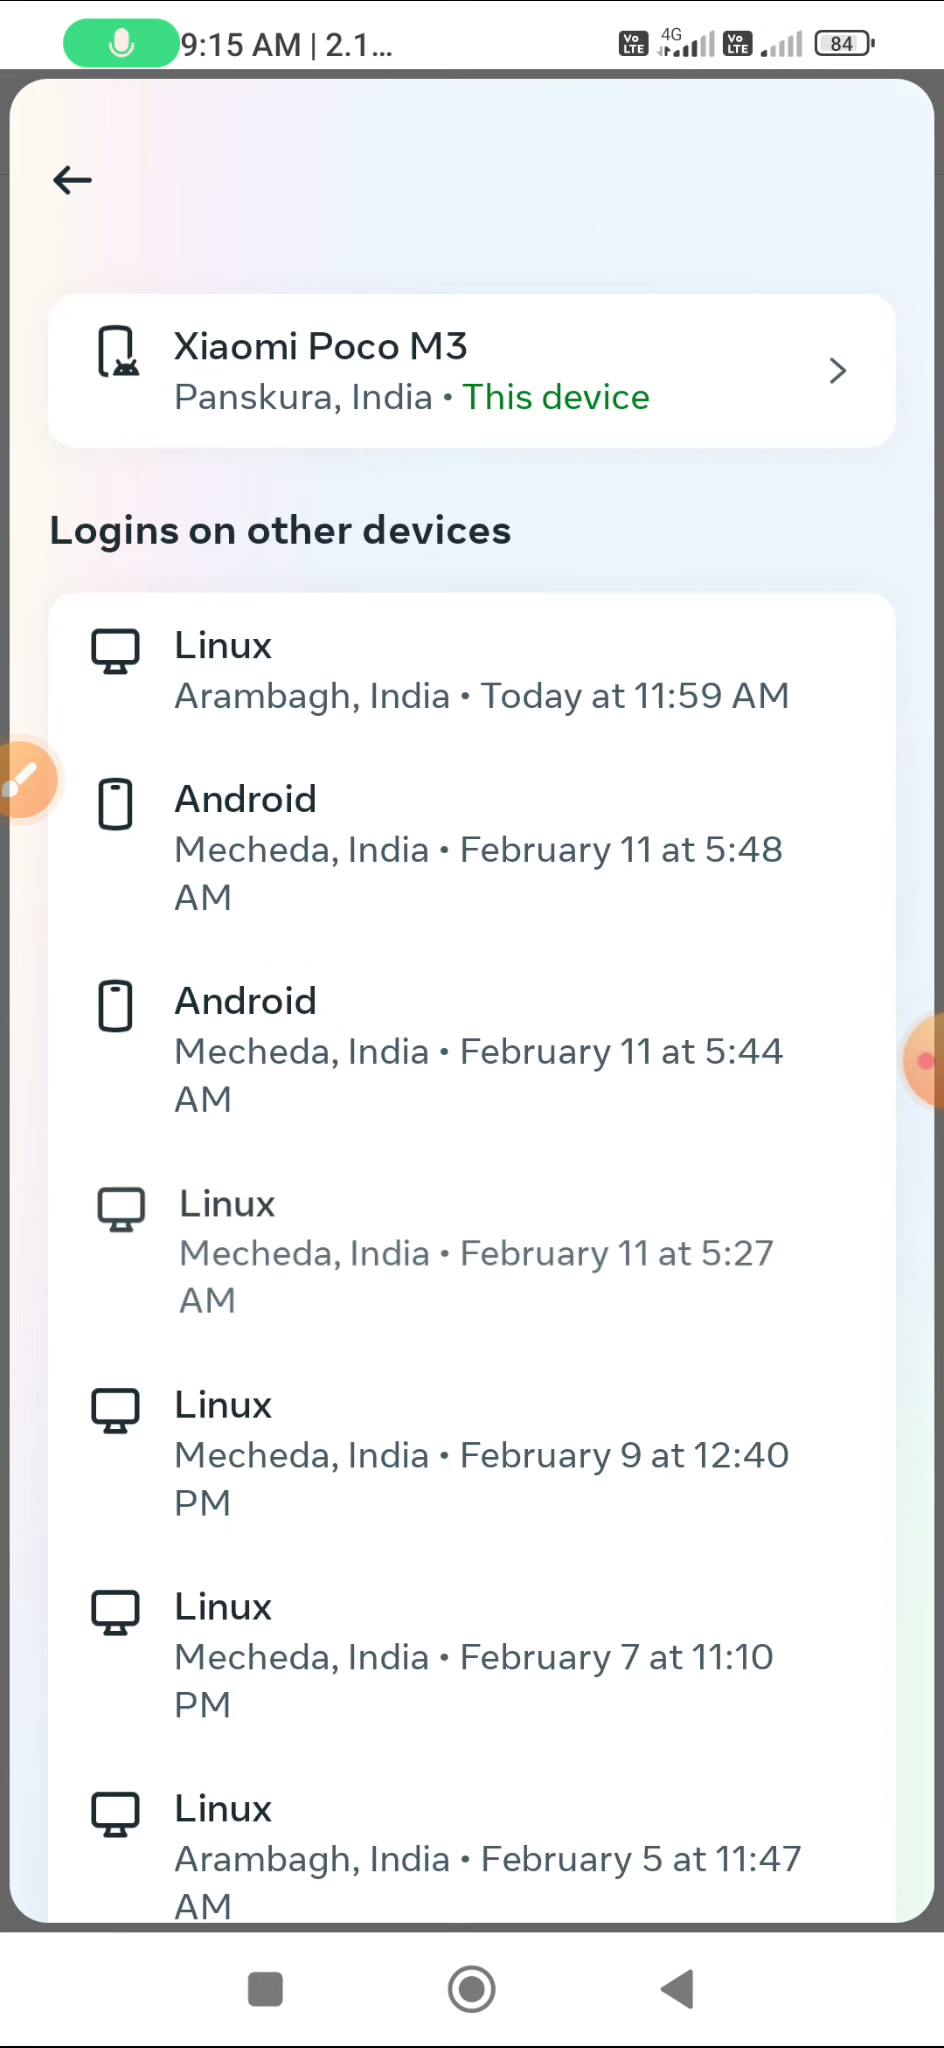 9:15 AM | 2.1...
Vo LTE 4G Vo LTE 84
Xiaomi Poco M3
Panskura, India • This device
Logins on other devices
Linux
Arambagh, India • Today at 11:59 AM
Android
Mecheda, India • February 11 at 5:48
AM
Android
Mecheda, India • February 11 at 5:44
AM
Linux
Mecheda, India • February 11 at 5:27
AM
Linux
Mecheda, India • February 9 at 12:40
PM
Linux
Mecheda, India • February 7 at 11:10
PM
Linux
Arambagh, India • February 5 at 11:47
AM